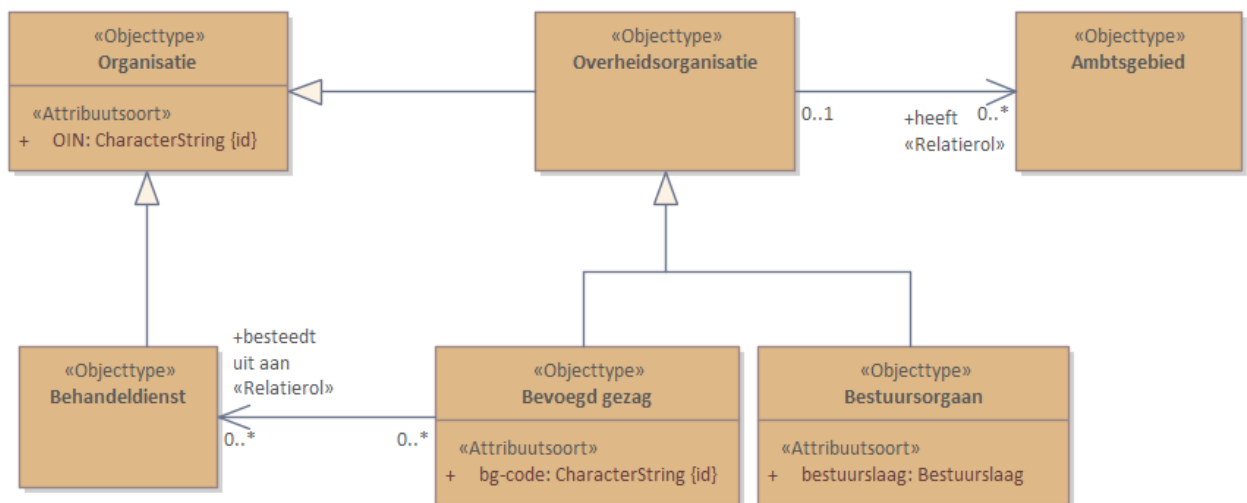 «Objecttype»
Organisatie
«Attribuutsoort»
+ OIN: CharacterString {id}
«Objecttype»
Overheidsorganisatie
0..1
+heeft
«Relatierol»
0..*
«Objecttype»
Ambtsgebied
«Objecttype»
Behandeldienst
+besteedt
uit aan
«Relatierol»
0..*
0..*
«Objecttype»
Bevoegd gezag
«Attribuutsoort»
+ bg-code: CharacterString {id}
«Objecttype»
Bestuursorgaan
«Attribuutsoort»
+ bestuurslaag: Bestuurslaag